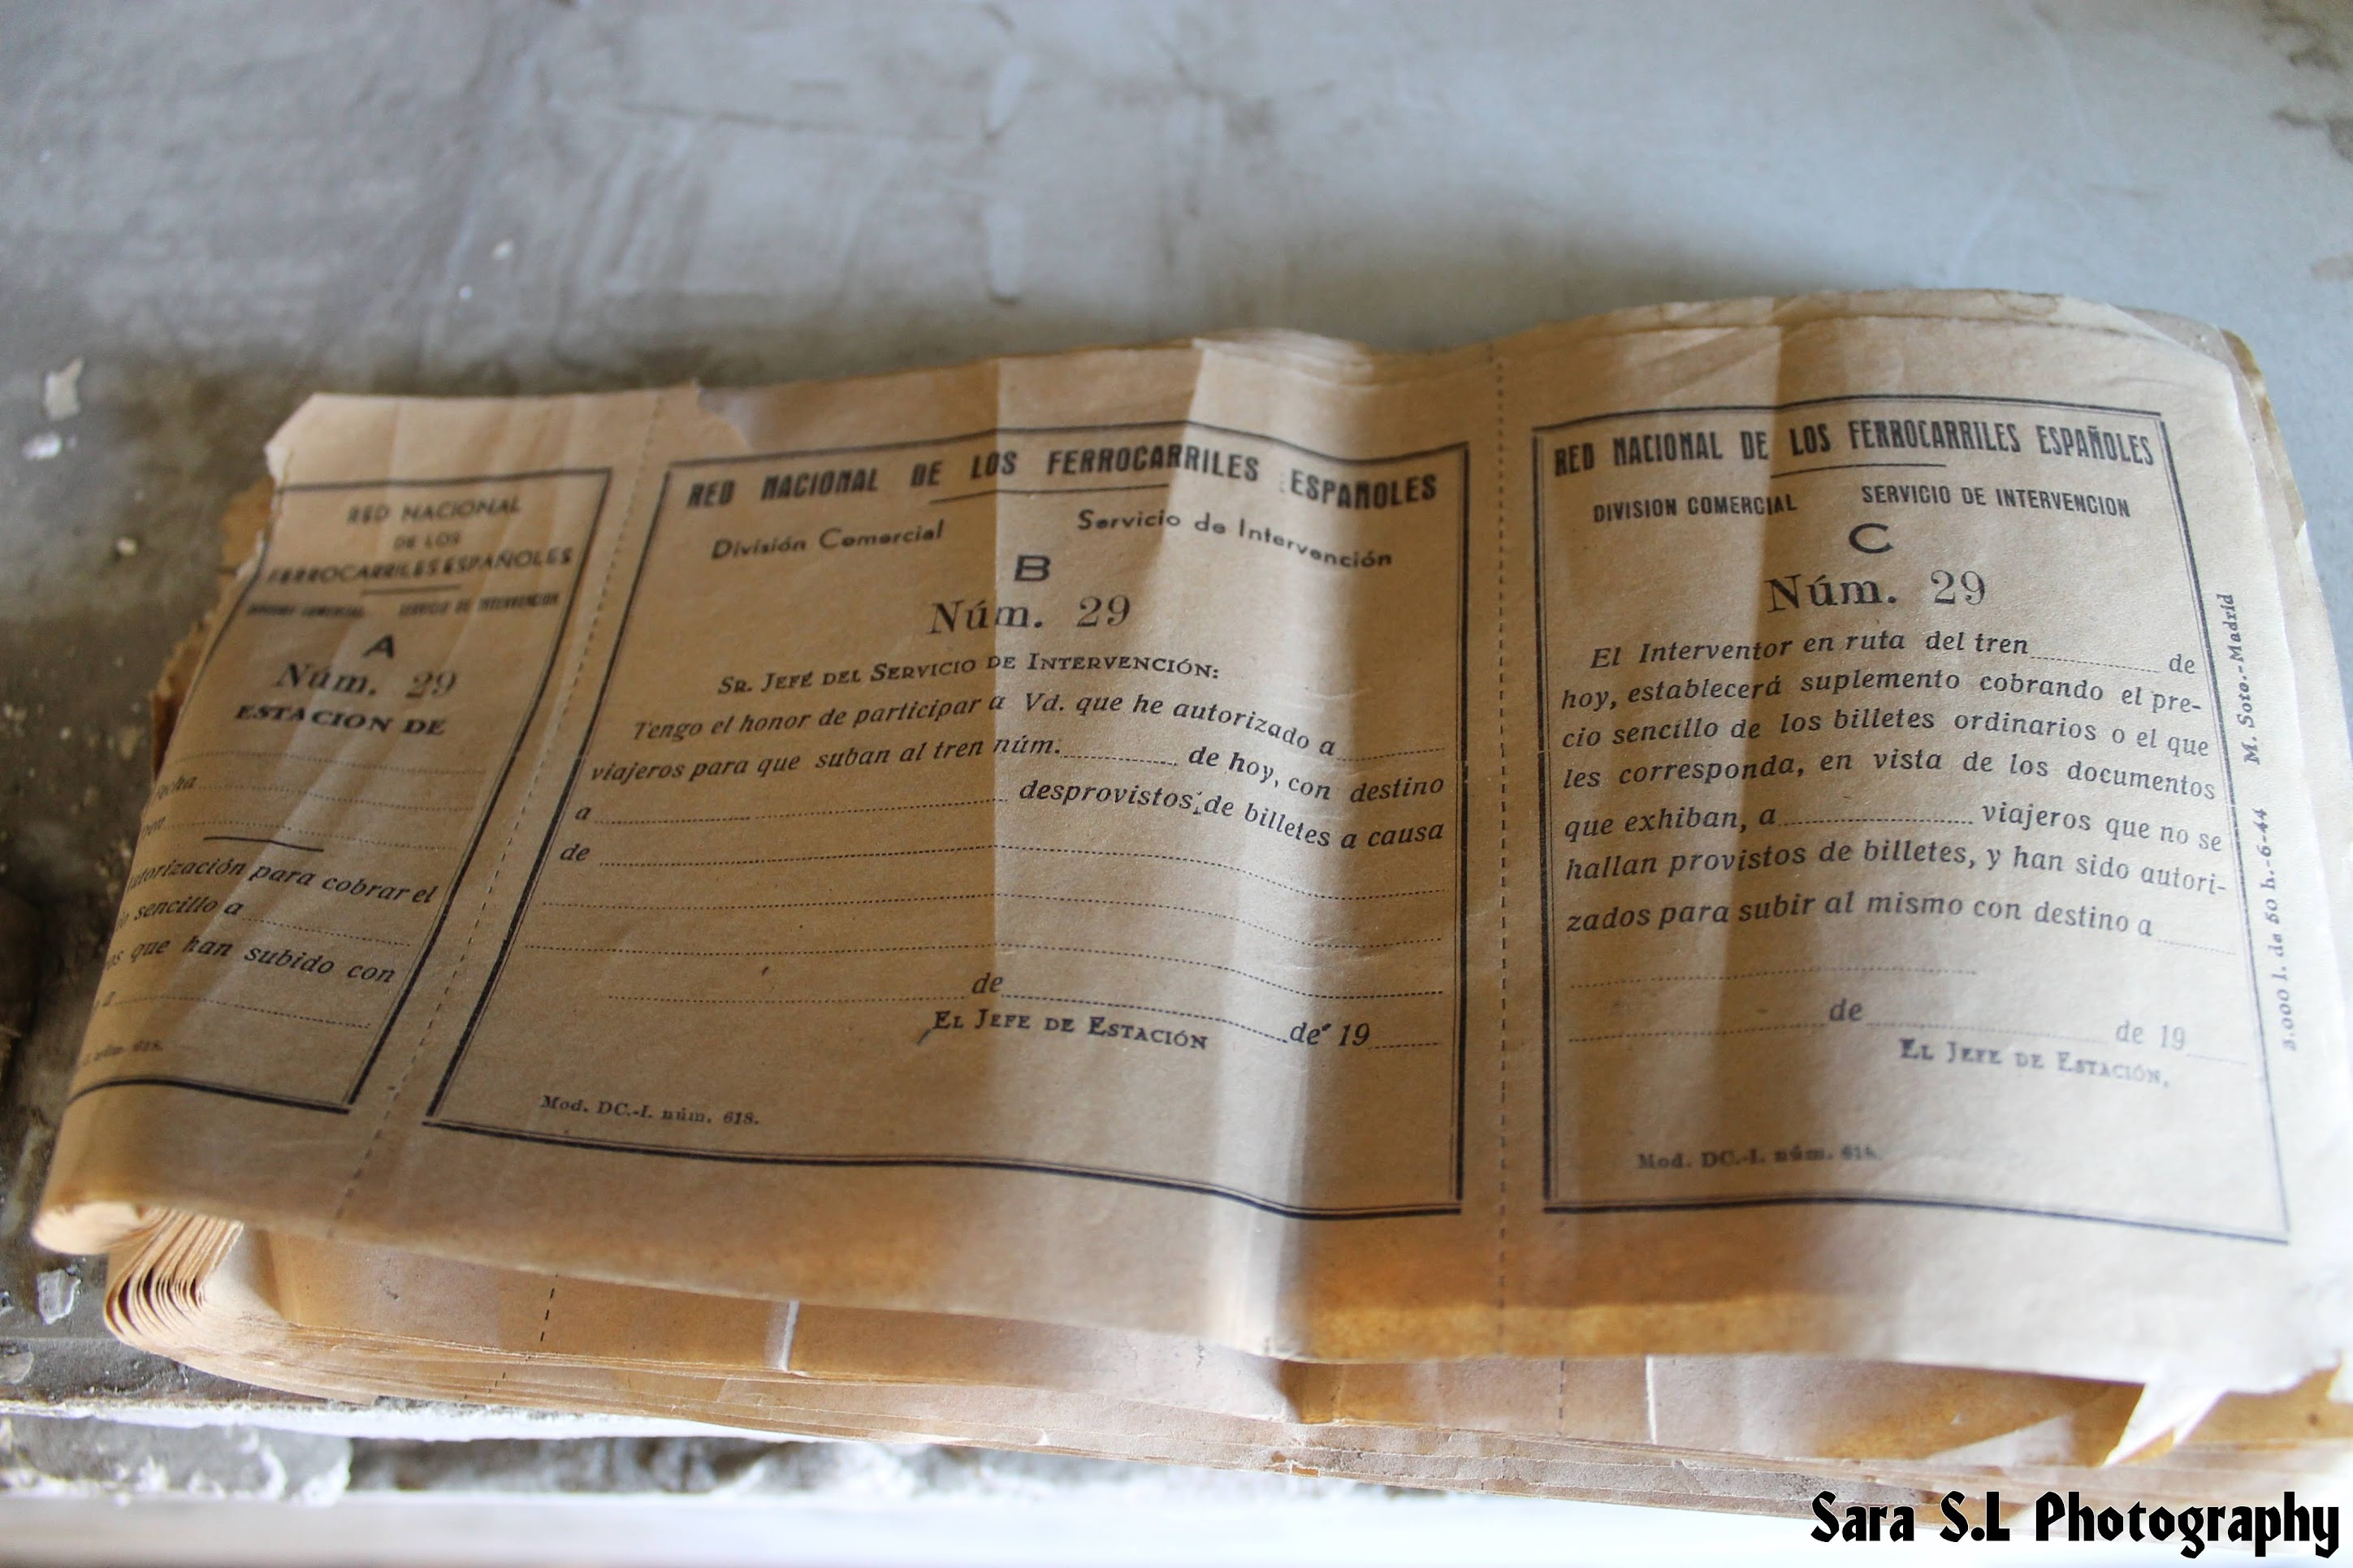 RED NACIONAL
DE LOS
FERROCARRILES ESPAÑOLES
DIVISION COMERCIAL SERVICIO DE INTERVENCION
A
Núm. 29
ESTACION DE
para cobrar el
sencillo a
que han subido con
RED NACIONAL DE LOS FERROCARRILES ESPAÑOLES
División Comercial Servicio de Intervención
B
Núm. 29
SR. JEFE DEL SERVICIO DE INTERVENCIÓN:
Tengo el honor de participar a Vd. que he autorizado a
viajeros para que suban al tren núm. de hoy, con destino
a desprovistos de billetes a causa
de
de de 19
EL JEFE DE ESTACIÓN
Mod. DC.-I. núm. 618.
RED NACIONAL DE LOS FERROCARRILES ESPAÑOLES
DIVISION COMERCIAL SERVICIO DE INTERVENCION
C
Núm. 29
El Interventor en ruta del tren de
hoy, establecerá suplemento cobrando el pre-
cio sencillo de los billetes ordinarios o el que
les corresponda, en vista de los documentos
que exhiban, a viajeros que no se
hallan provistos de billetes, y han sido autori-
zados para subir al mismo con destino a
de de 19
EL JEFE DE ESTACIÓN,
Mod. DC.-I. núm.
M. Soto.-Madrid
3.000 l. de 50 h.-6-44
Sara S.L Photography